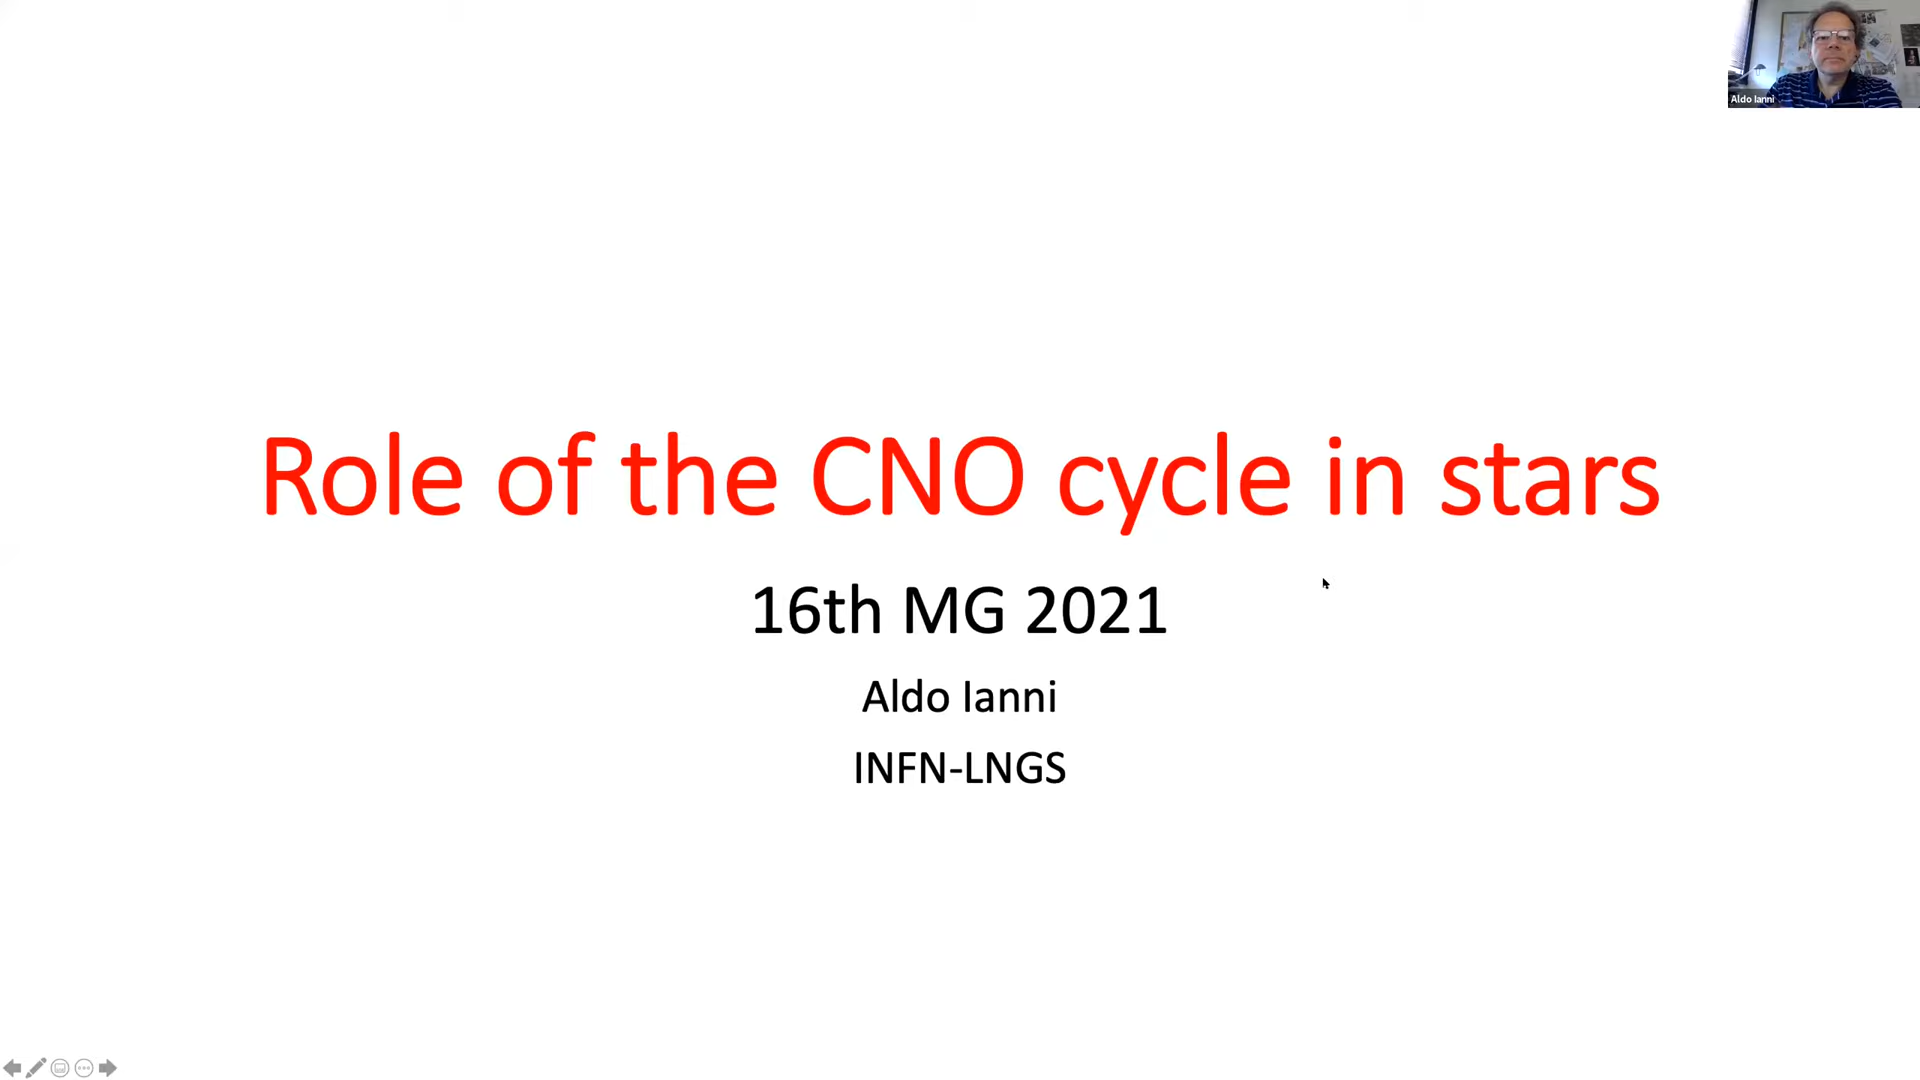 Aldo Ianni
Role of the CNO cycle in stars
16th MG 2021
Aldo Ianni
INFN-LNGS